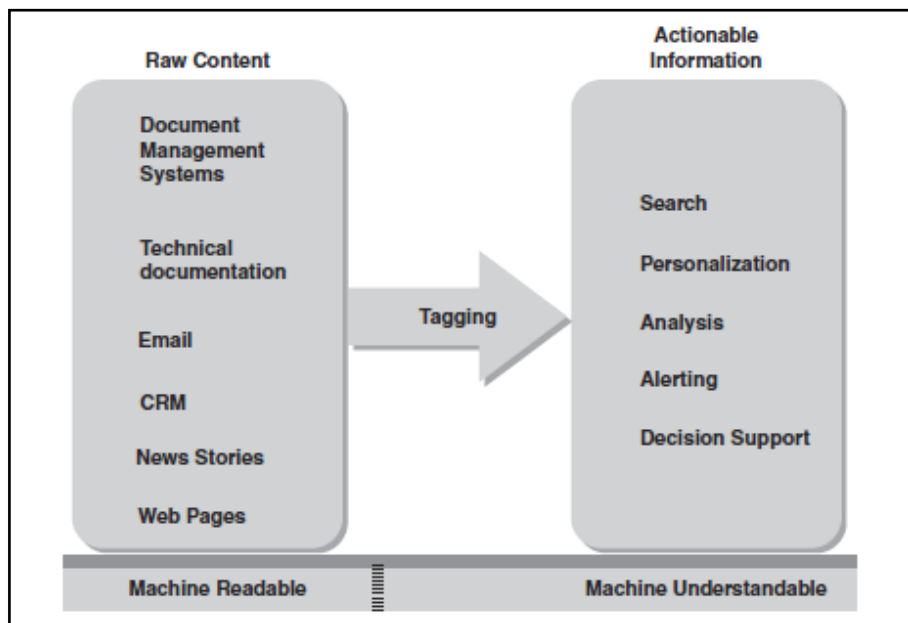 Raw Content
Document
Management
Systems
Technical
documentation
Email
CRM
News Stories
Web Pages
Tagging
Actionable
Information
Search
Personalization
Analysis
Alerting
Decision Support
Machine Readable
Machine Understandable